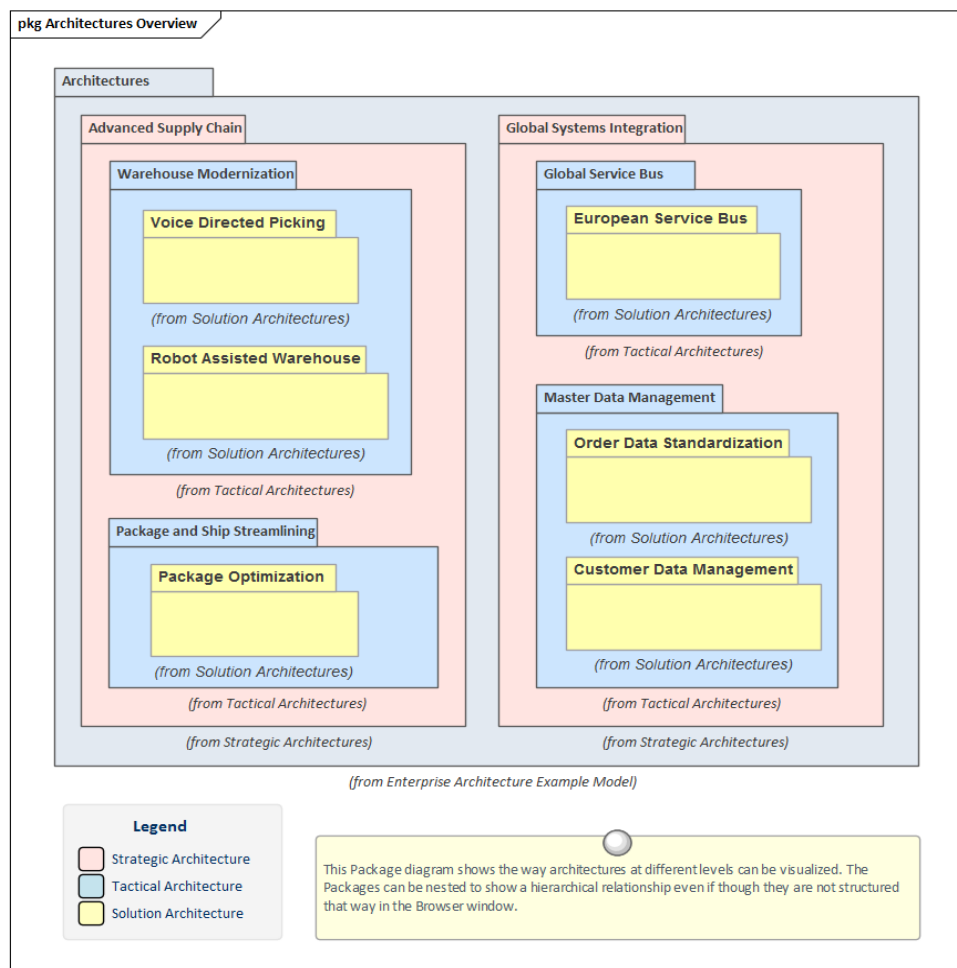 pkg Architectures Overview
Architectures
Advanced Supply Chain
Warehouse Modernization
Voice Directed Picking
(from Solution Architectures)
Robot Assisted Warehouse
(from Solution Architectures)
(from Tactical Architectures)
Package and Ship Streamlining
Package Optimization
(from Solution Architectures)
(from Tactical Architectures)
(from Strategic Architectures)
Global Systems Integration
Global Service Bus
European Service Bus
(from Solution Architectures)
(from Tactical Architectures)
Master Data Management
Order Data Standardization
(from Solution Architectures)
Customer Data Management
(from Solution Architectures)
(from Tactical Architectures)
(from Strategic Architectures)
(from Enterprise Architecture Example Model)
Legend
Strategic Architecture
Tactical Architecture
Solution Architecture
This Package diagram shows the way architectures at different levels can be visualized. The
Packages can be nested to show a hierarchical relationship even if though they are not structured
that way in the Browser window.